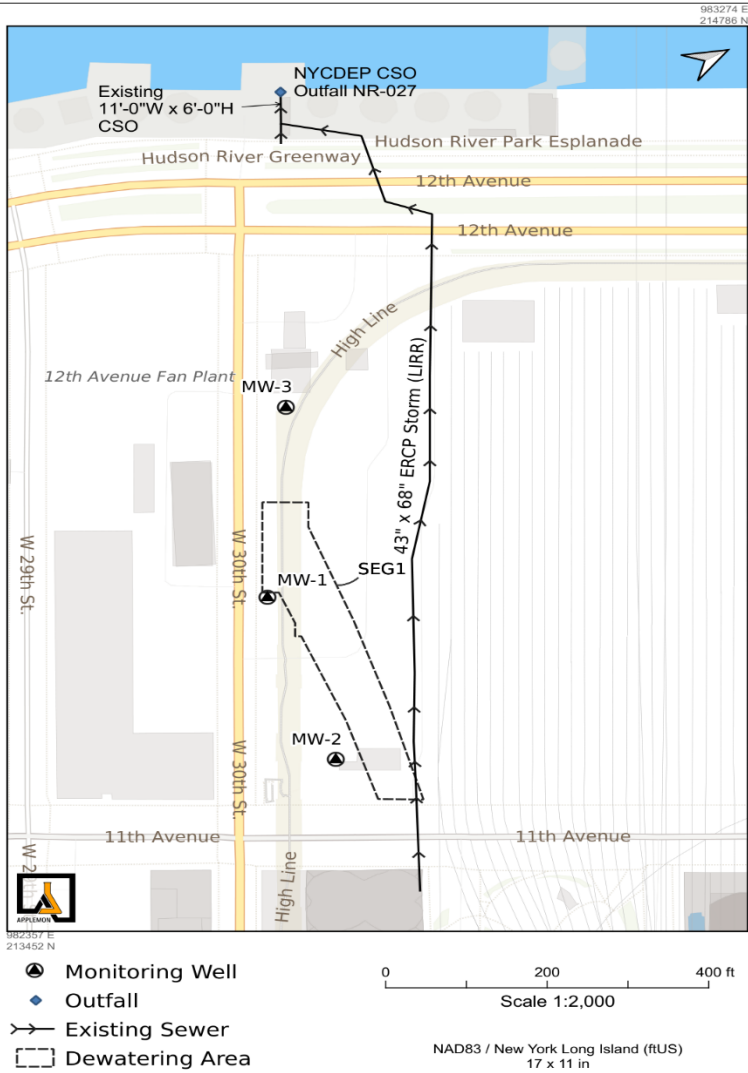 983274 E
214786 N
NYCDEP CSO
Outfall NR-027
Existing
11'-0"W x 6'-0"H
CSO
Hudson River Park Esplanade
Hudson River Greenway
12th Avenue
12th Avenue
High Line
12th Avenue Fan Plant
MW-3
43" x 68" ERCP Storm (LIRR)
W 29th St.
W 30th St.
SEG1
MW-1
MW-2
W 30th St.
11th Avenue
11th Avenue
High Line
APPLEMON
982357 E
213452 N
Monitoring Well
Outfall
Existing Sewer
Dewatering Area
0 200 400 ft
Scale 1:2,000
NAD83 / New York Long Island (ftUS)
17 x 11 in